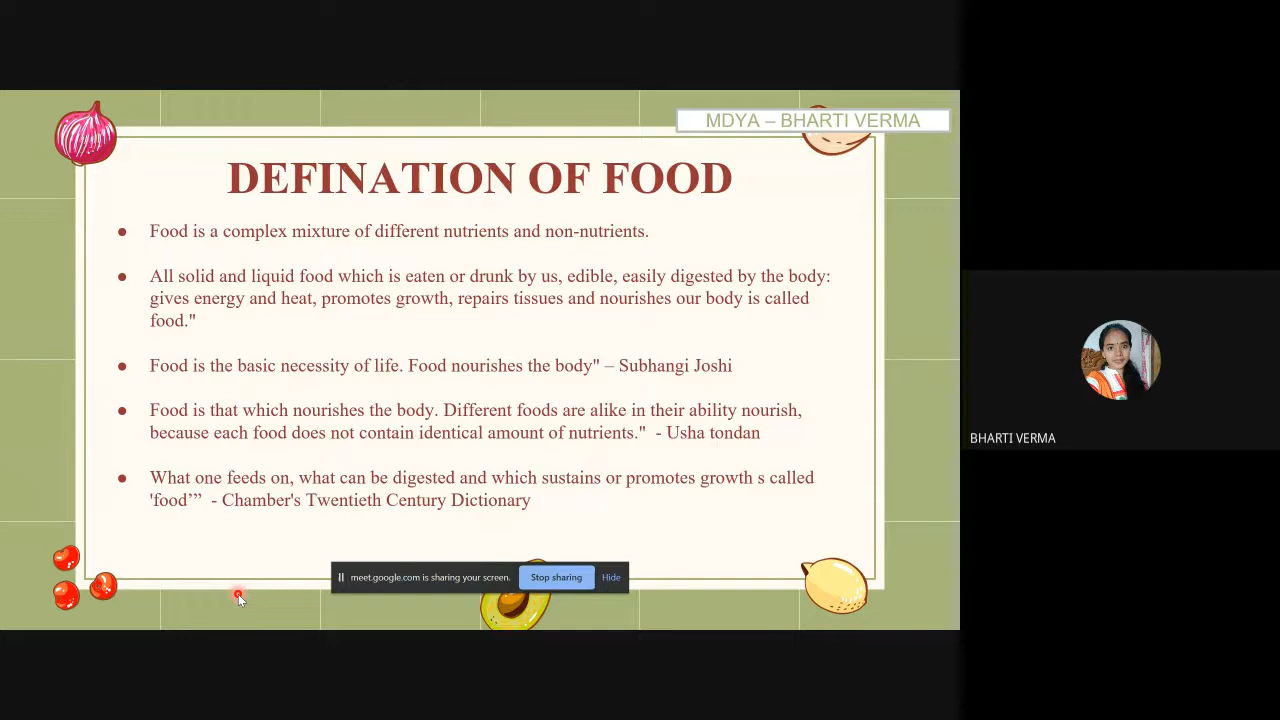 MDYA – BHARTI VERMA
DEFINATION OF FOOD
● Food is a complex mixture of different nutrients and non-nutrients.
● All solid and liquid food which is eaten or drunk by us, edible, easily digested by the body:
gives energy and heat, promotes growth, repairs tissues and nourishes our body is called
food."
● Food is the basic necessity of life. Food nourishes the body" – Subhangi Joshi
● Food is that which nourishes the body. Different foods are alike in their ability nourish,
because each food does not contain identical amount of nutrients." - Usha tondan
● What one feeds on, what can be digested and which sustains or promotes growth s called
'food’” - Chamber's Twentieth Century Dictionary
meet.google.com is sharing your screen. Stop sharing Hide
BHARTI VERMA